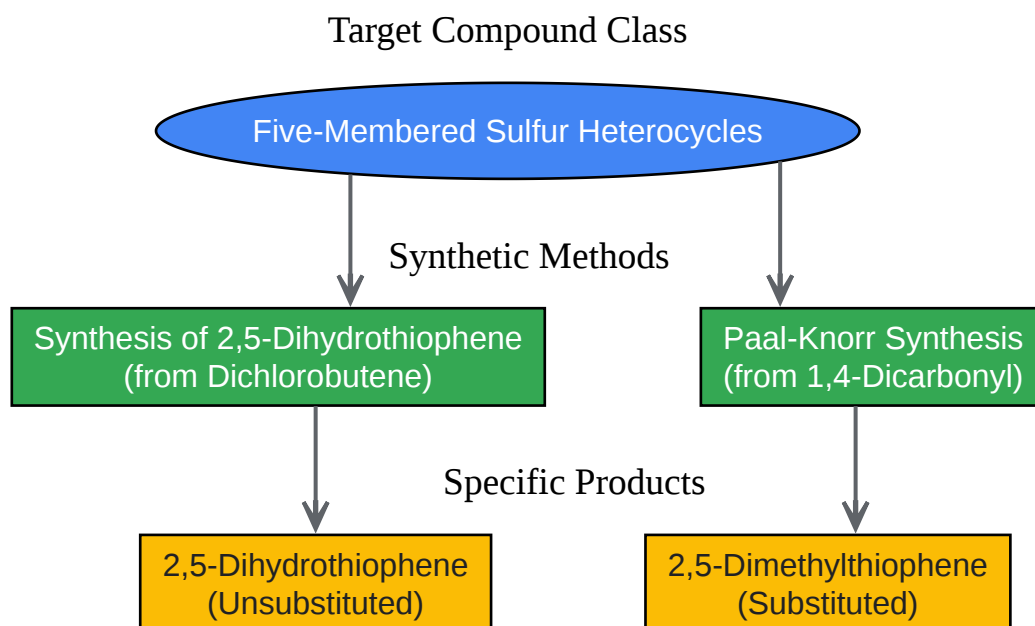 Target Compound Class
Five-Membered Sulfur Heterocycles
Synthetic Methods
Synthesis of 2,5-Dihydrothiophene
(from Dichlorobutene)
Paal-Knorr Synthesis
(from 1,4-Dicarbonyl)
Specific Products
2,5-Dihydrothiophene
(Unsubstituted)
2,5-Dimethylthiophene
(Substituted)